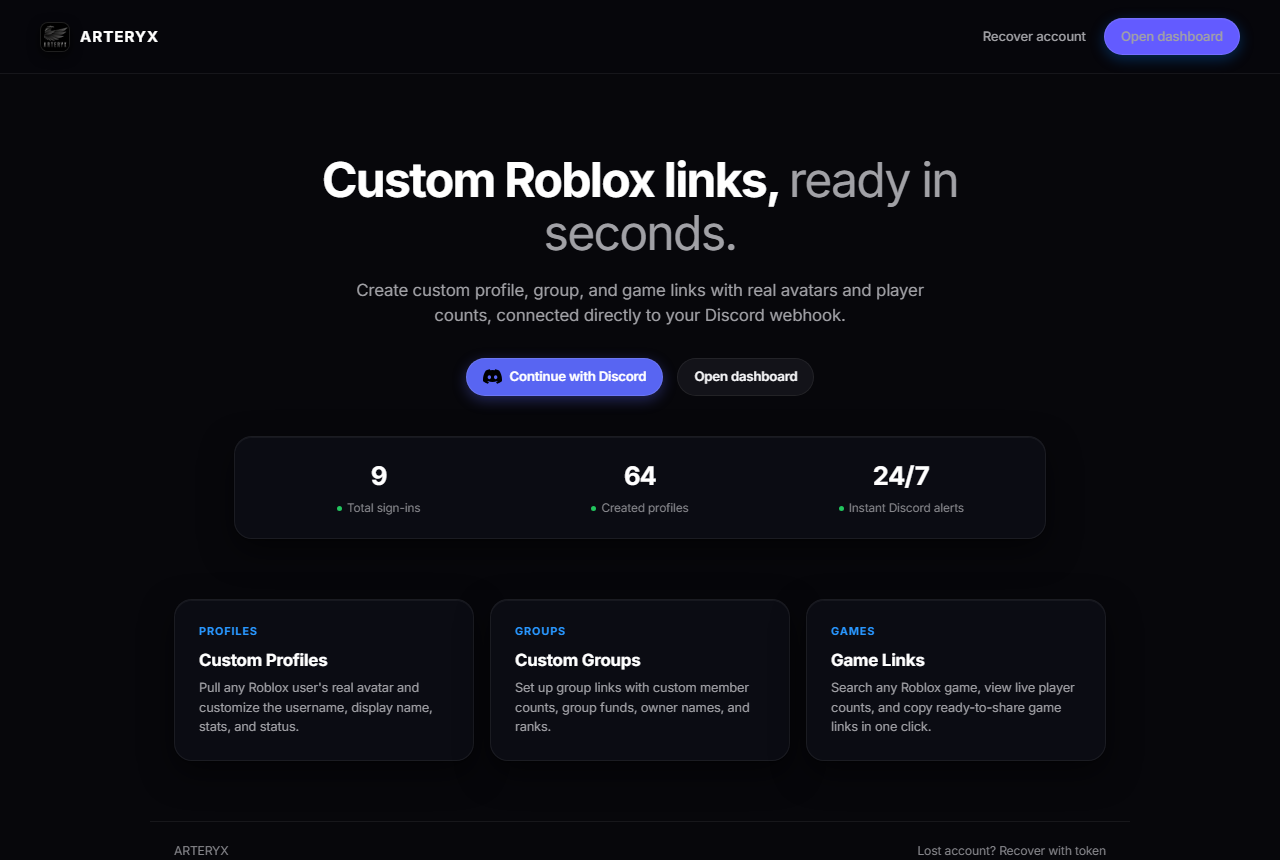 ARTERYX
Recover account
Open dashboard
Custom Roblox links, ready in
seconds.
Create custom profile, group, and game links with real avatars and player
counts, connected directly to your Discord webhook.
Continue with Discord
Open dashboard
9
Total sign-ins
64
Created profiles
24/7
Instant Discord alerts
PROFILES
Custom Profiles
Pull any Roblox user's real avatar and
customize the username, display name,
stats, and status.
GROUPS
Custom Groups
Set up group links with custom member
counts, group funds, owner names, and
ranks.
GAMES
Game Links
Search any Roblox game, view live player
counts, and copy ready-to-share game
links in one click.
ARTERYX
Lost account? Recover with token